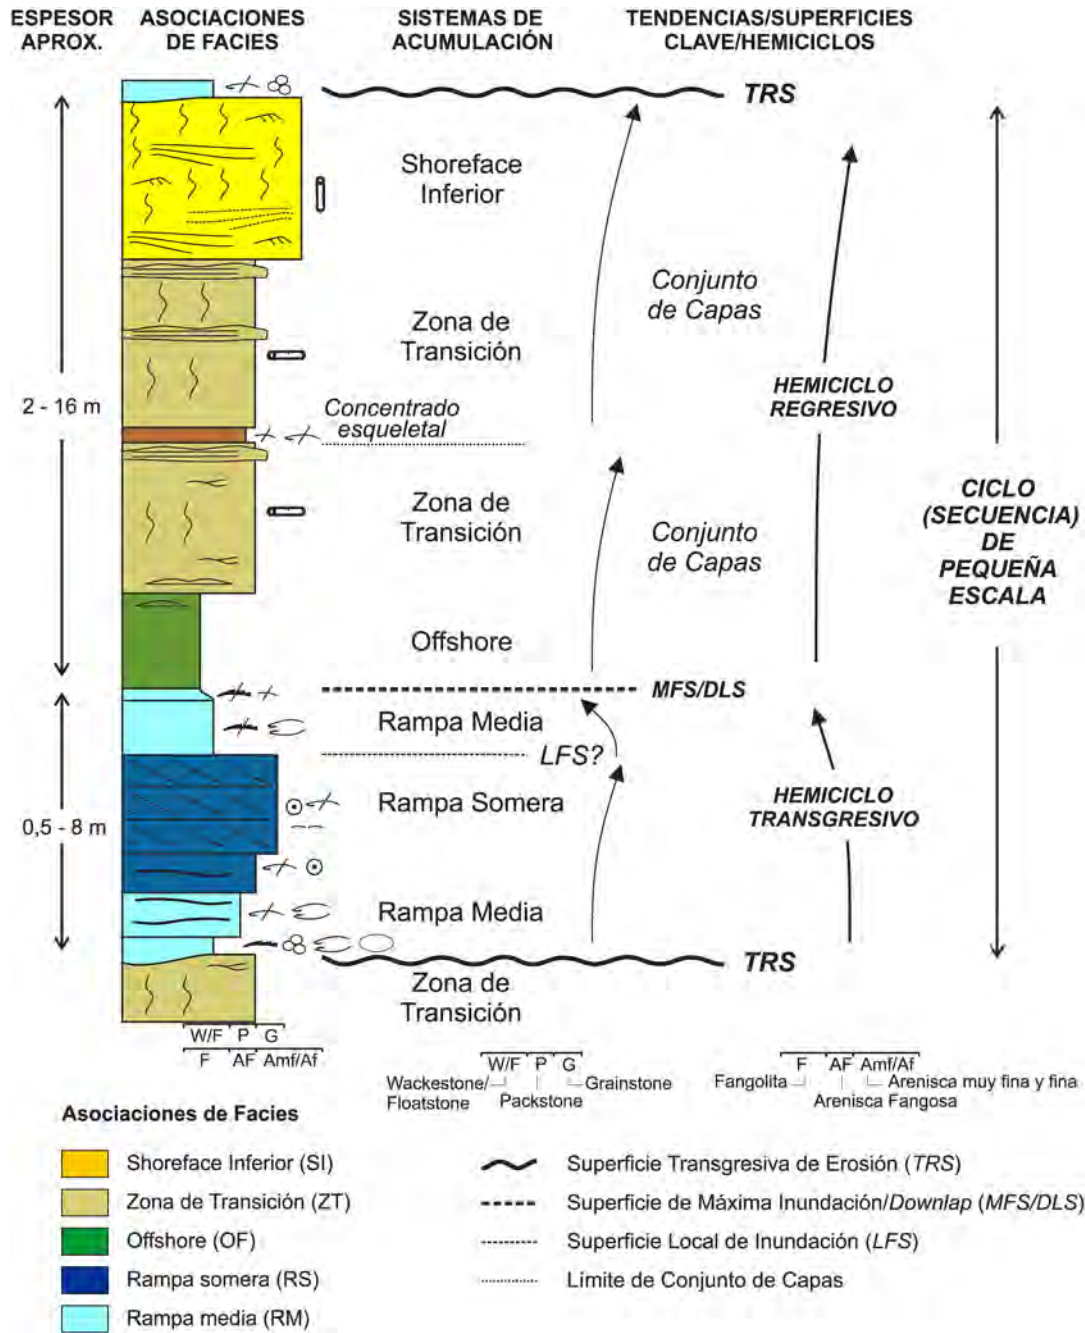 ESPESOR
APROX.
ASOCIACIONES
DE FACIES
SISTEMAS DE
ACUMULACIÓN
TENDENCIAS/SUPERFICIES
CLAVE/HEMICICLOS
TRS
Shoreface
Inferior
Conjunto
de Capas
Zona de
Transición
HEMICICLO
REGRESIVO
2 - 16 m
Concentrado
esqueletal
CICLO
(SECUENCIA)
DE
PEQUEÑA
ESCALA
Zona de
Transición
Conjunto
de Capas
Offshore
MFS/DLS
Rampa Media
LFS?
Rampa Somera
HEMICICLO
TRANSGRESIVO
0,5 - 8 m
Rampa Media
TRS
Zona de
Transición
W/F P G
F AF Amf/Af
W/F P G
Wackestone/
Floatstone
Packstone
Grainstone
F AF Amf/Af
Fangolita
Arenisca muy fina y fina
Arenisca Fangosa
Asociaciones de Facies
Shoreface Inferior (SI)
Zona de Transición (ZT)
Offshore (OF)
Rampa somera (RS)
Rampa media (RM)
Superficie Transgresiva de Erosión (TRS)
Superficie de Máxima Inundación/Downlap (MFS/DLS)
Superficie Local de Inundación (LFS)
Límite de Conjunto de Capas